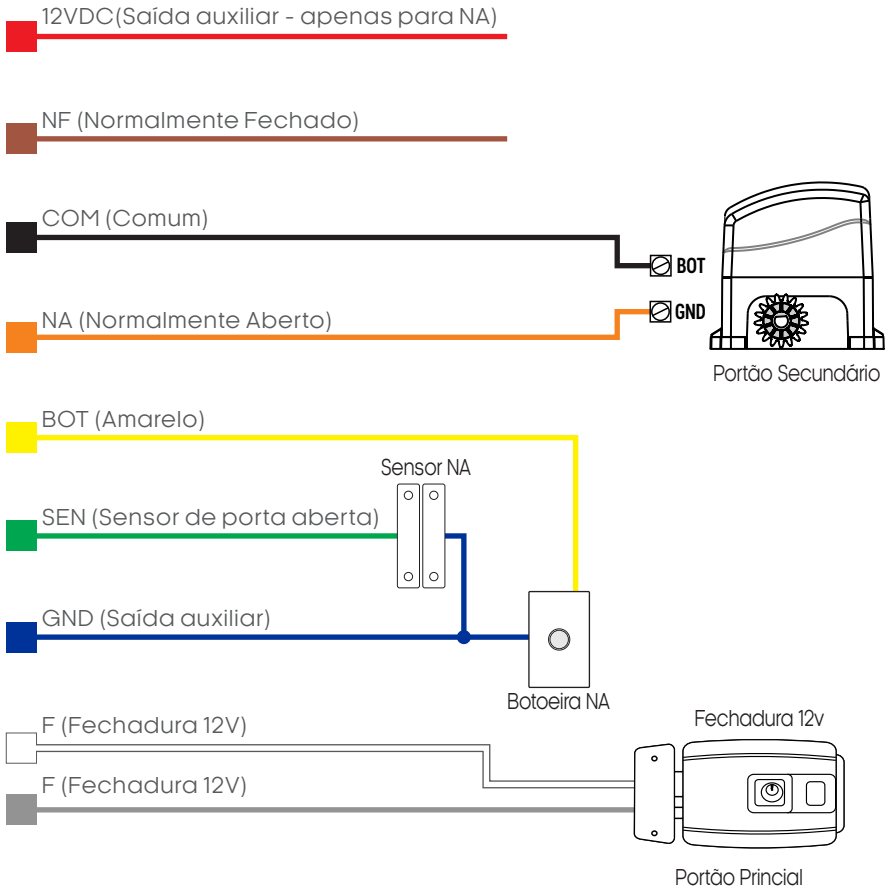 12VDC(Saída auxiliar - apenas para NA)
NF (Normalmente Fechado)
COM (Comum)
BOT
NA (Normalmente Aberto)
GND
Portão Secundário
BOT (Amarelo)
Sensor NA
SEN (Sensor de porta aberta)
GND (Saída auxiliar)
Botoeira NA
F (Fechadura 12V)
Fechadura 12v
F (Fechadura 12V)
Portão Princial